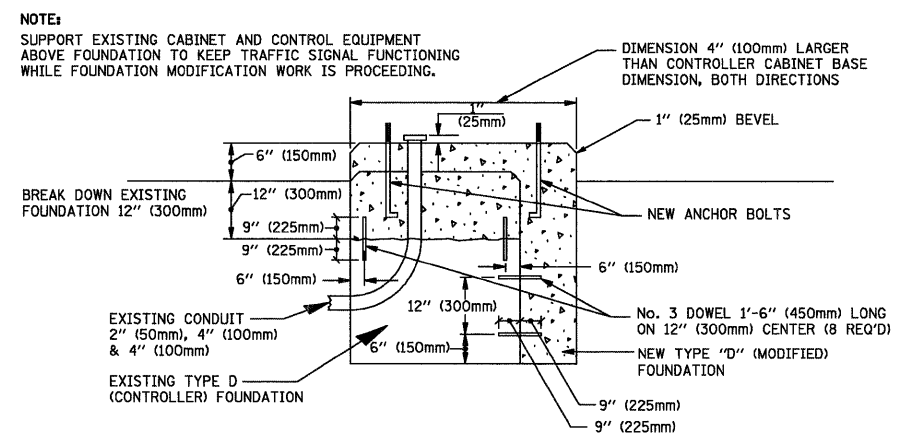 NOTE:
SUPPORT EXISTING CABINET AND CONTROL EQUIPMENT
ABOVE FOUNDATION TO KEEP TRAFFIC SIGNAL FUNCTIONING
WHILE FOUNDATION MODIFICATION WORK IS PROCEEDING.
DIMENSION 4" (100mm) LARGER
THAN CONTROLLER CABINET BASE
DIMENSION, BOTH DIRECTIONS
1"
(25mm)
1" (25mm) BEVEL
6" (150mm)
BREAK DOWN EXISTING
FOUNDATION 12" (300mm)
12" (300mm)
9" (225mm)
9" (225mm)
6" (150mm)
NEW ANCHOR BOLTS
6" (150mm)
12" (300mm)
6" (150mm)
No. 3 DOWEL 1'-6" (450mm) LONG
ON 12" (300mm) CENTER (8 REQ'D)
EXISTING CONDUIT
2" (50mm), 4" (100mm)
& 4" (100mm)
NEW TYPE "D" (MODIFIED)
FOUNDATION
EXISTING TYPE D
(CONTROLLER) FOUNDATION
9" (225mm)
9" (225mm)